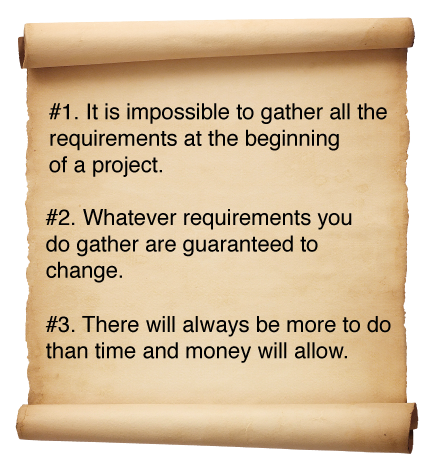 #1. It is impossible to gather all the
requirements at the beginning
of a project.
#2. Whatever requirements you
do gather are guaranteed to
change.
#3. There will always be more to do
than time and money will allow.